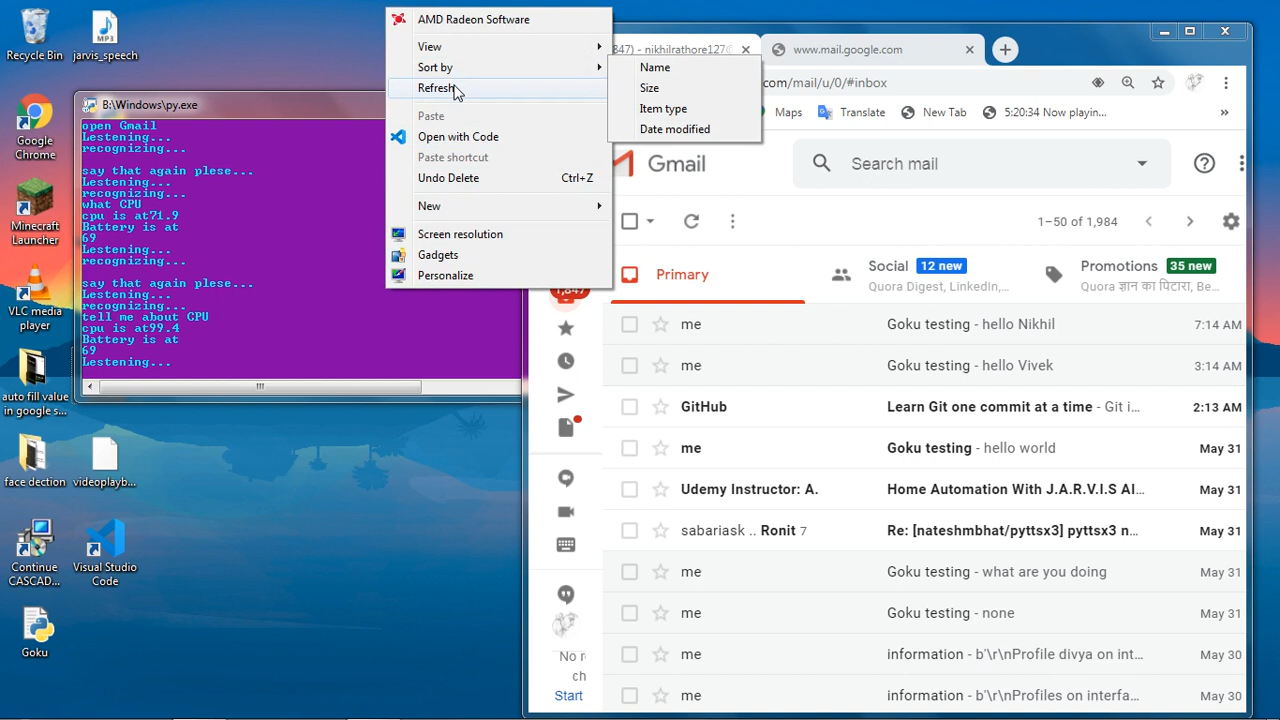 Recycle Bin
jarvis_speech
Google
Chrome
Minecraft
Launcher
VLC media
player
auto fill value
in google s...
face dection
videoplayb...
Continue
CASCAD...
Visual Studio
Code
Goku
B:\Windows\py.exe
open Gmail
Lestening...
recognizing...
say that again plese...
Lestening...
recognizing...
what CPU
cpu is at71.9
Battery is at
69
Lestening...
recognizing...
say that again plese...
Lestening...
recognizing...
tell me about CPU
cpu is at99.4
Battery is at
69
Lestening...
AMD Radeon Software
View
Sort by
Refresh
Paste
Open with Code
Paste shortcut
Undo Delete Ctrl+Z
New
Screen resolution
Gadgets
Personalize
Name
Size
Item type
Date modified
847) - nikhilrathore127@
www.mail.google.com
com/mail/u/0/#inbox
Maps
Translate
5:20:34 Now playin...
»
Gmail
Search mail
1–50 of 1,984
Primary
Social 12 new
Quora Digest, LinkedIn,...
Promotions 35 new
Quora ज्ञान का पिटारा, Be...
1,847
me Goku testing - hello Nikhil 7:14 AM
me Goku testing - hello Vivek 3:14 AM
GitHub Learn Git one commit at a time - Git i... 2:13 AM
me Goku testing - hello world May 31
Udemy Instructor: A. Home Automation With J.A.R.V.I.S AI... May 31
sabariask .. Ronit 7 Re: [nateshmbhat/pyttsx3] pyttsx3 n... May 31
me Goku testing - what are you doing May 31
me Goku testing - none May 31
me information - b'\r\nProfile divya on int... May 30
me information - b'\r\nProfiles on interfa... May 30
No r
ch
Start